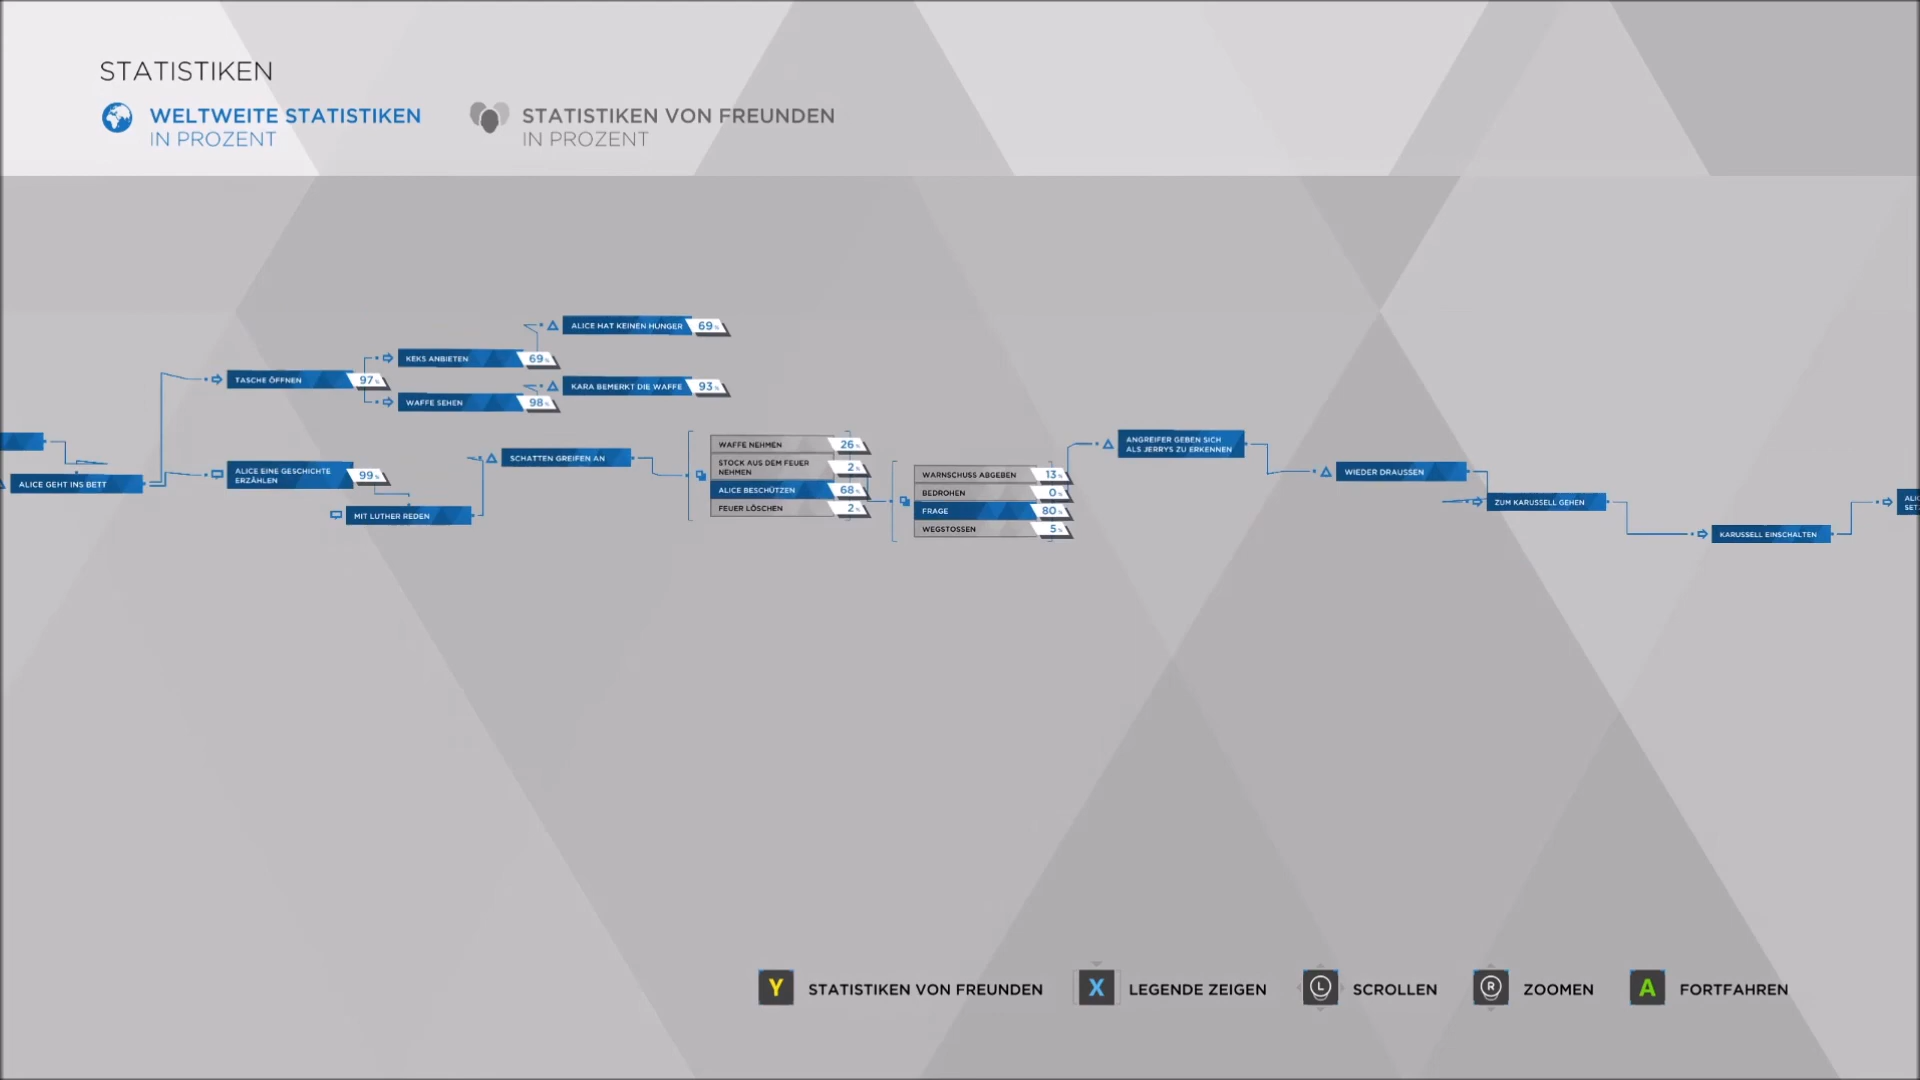 STATISTIKEN
WELTWEITE STATISTIKEN
IN PROZENT
STATISTIKEN VON FREUNDEN
IN PROZENT
ALICE HAT KEINEN HUNGER 69%
KEKS ANBIETEN 69%
TASCHE ÖFFNEN 97%
KARA BEMERKT DIE WAFFE 93%
WAFFE SEHEN 98%
ALICE GEHT INS BETT
ALICE EINE GESCHICHTE
ERZÄHLEN 99%
MIT LUTHER REDEN
SCHATTEN GREIFEN AN
WAFFE NEHMEN 26%
STOCK AUS DEM FEUER
NEHMEN 2%
ALICE BESCHÜTZEN 68%
FEUER LÖSCHEN 2%
WARNSCHUSS ABGEBEN 13%
BEDROHEN 0%
FRAGE 80%
WEGSTOSSEN 5%
ANGREIFER GEBEN SICH
ALS JERRYS ZU ERKENNEN
WIEDER DRAUSSEN
ZUM KARUSSELL GEHEN
KARUSSELL EINSCHALTEN
Y STATISTIKEN VON FREUNDEN
X LEGENDE ZEIGEN
L SCROLLEN
R ZOOMEN
A FORTFAHREN